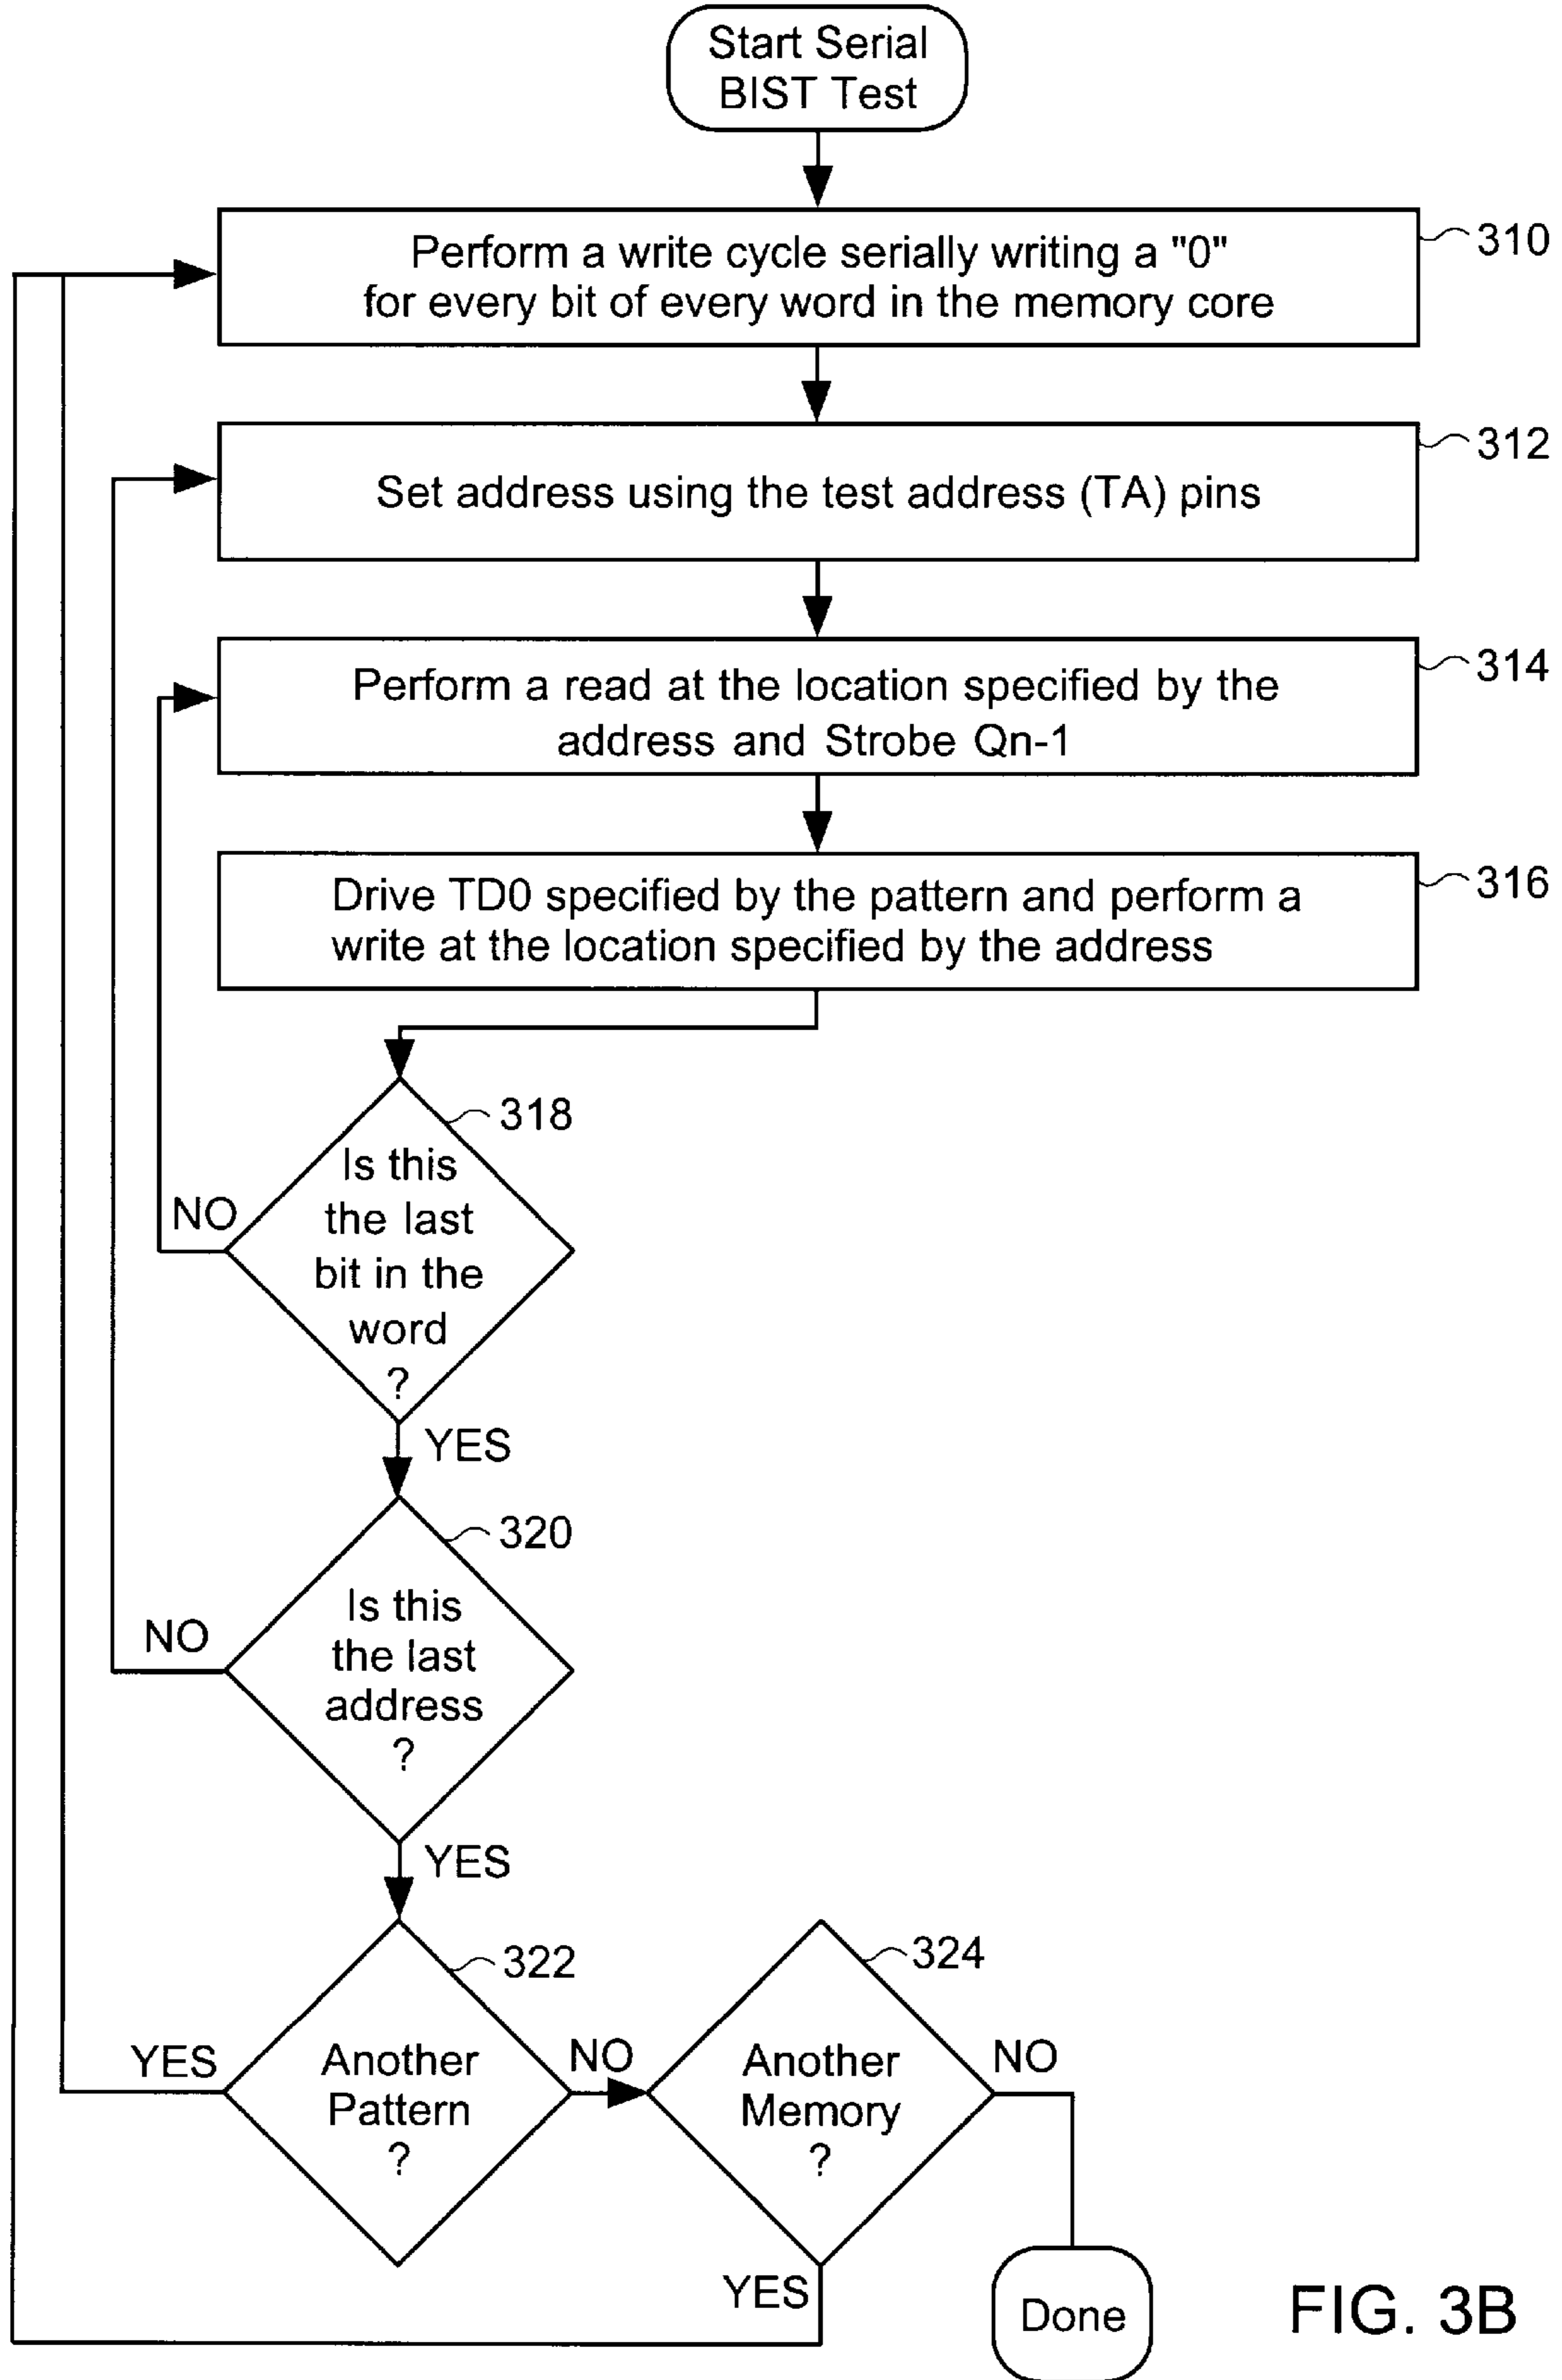 Start Serial
BIST Test
Perform a write cycle serially writing a "0"
for every bit of every word in the memory core
310
Set address using the test address (TA) pins
312
Perform a read at the location specified by the
address and Strobe Qn-1
314
Drive TD0 specified by the pattern and perform a
write at the location specified by the address
316
318
Is this
the last
bit in the
word
?
NO
YES
320
Is this
the last
address
?
NO
YES
322
Another
Pattern
?
YES
NO
324
Another
Memory
?
NO
YES
Done
FIG. 3B